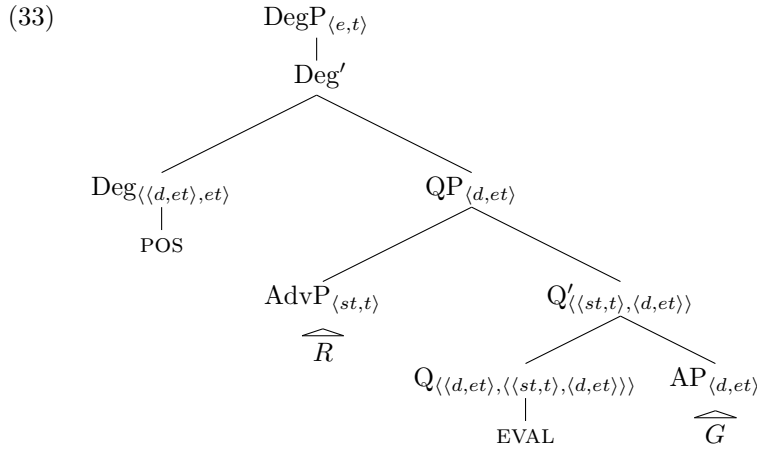 (33)
DegP⟨e,t⟩
Deg′
Deg⟨⟨d,et⟩,et⟩ QP⟨d,et⟩
POS
AdvP⟨st,t⟩ Q′⟨⟨st,t⟩,⟨d,et⟩⟩
R
Q⟨⟨d,et⟩,⟨⟨st,t⟩,⟨d,et⟩⟩⟩ AP⟨d,et⟩
EVAL G